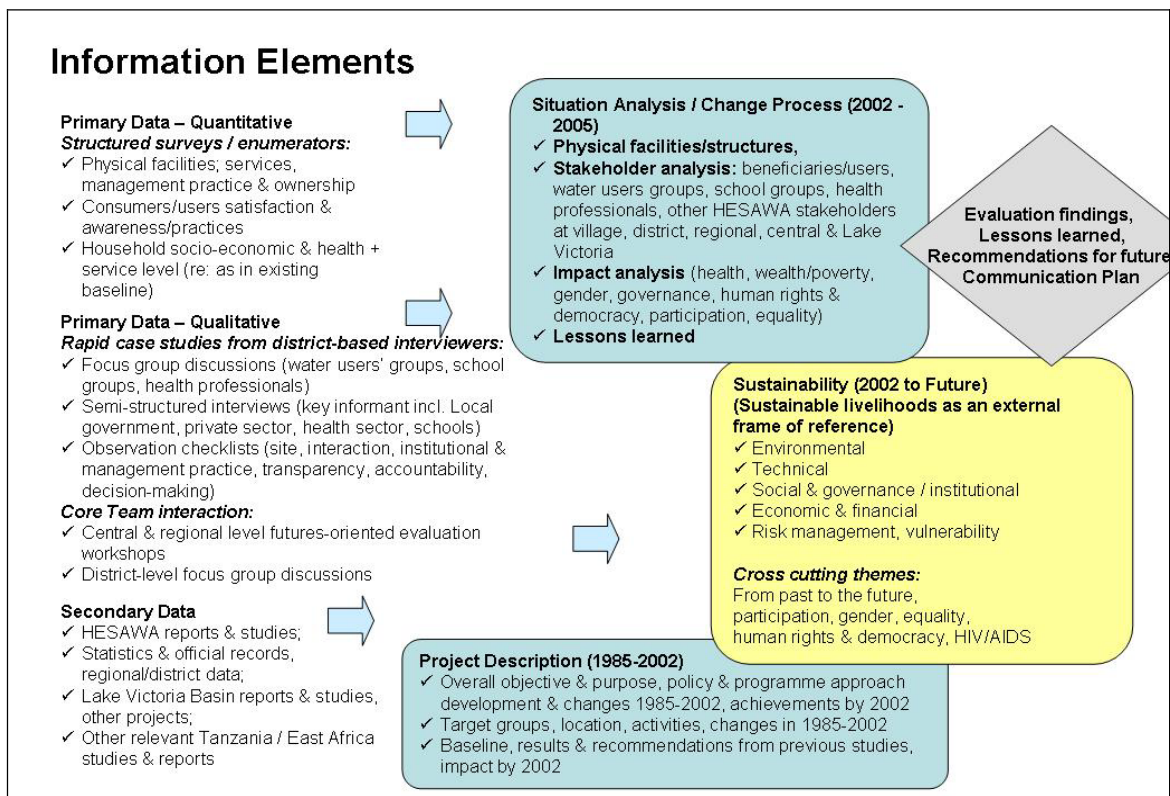 Information Elements
Primary Data – Quantitative
Structured surveys / enumerators:
✓ Physical facilities; services,
management practice & ownership
✓ Consumers/users satisfaction &
awareness/practices
✓ Household socio-economic & health +
service level (re: as in existing
baseline)
Primary Data – Qualitative
Rapid case studies from district-based interviewers:
✓ Focus group discussions (water users' groups, school
groups, health professionals)
✓ Semi-structured interviews (key informant incl. Local
government, private sector, health sector, schools)
✓ Observation checklists (site, interaction, institutional &
management practice, transparency, accountability,
decision-making)
Core Team interaction:
✓ Central & regional level futures-oriented evaluation
workshops
✓ District-level focus group discussions
Secondary Data
✓ HESAWA reports & studies;
✓ Statistics & official records,
regional/district data;
✓ Lake Victoria Basin reports & studies,
other projects;
✓ Other relevant Tanzania / East Africa
studies & reports
Situation Analysis / Change Process (2002 -
2005)
✓ Physical facilities/structures,
✓ Stakeholder analysis: beneficiaries/users,
water users groups, school groups, health
professionals, other HESAWA stakeholders
at village, district, regional, central & Lake
Victoria
✓ Impact analysis (health, wealth/poverty,
gender, governance, human rights &
democracy, participation, equality)
✓ Lessons learned
Evaluation findings,
Lessons learned,
Recommendations for future
Communication Plan
Sustainability (2002 to Future)
(Sustainable livelihoods as an external
frame of reference)
✓ Environmental
✓ Technical
✓ Social & governance / institutional
✓ Economic & financial
✓ Risk management, vulnerability
Cross cutting themes:
From past to the future,
participation, gender, equality,
human rights & democracy, HIV/AIDS
Project Description (1985-2002)
✓ Overall objective & purpose, policy & programme approach
development & changes 1985-2002, achievements by 2002
✓ Target groups, location, activities, changes in 1985-2002
✓ Baseline, results & recommendations from previous studies,
impact by 2002